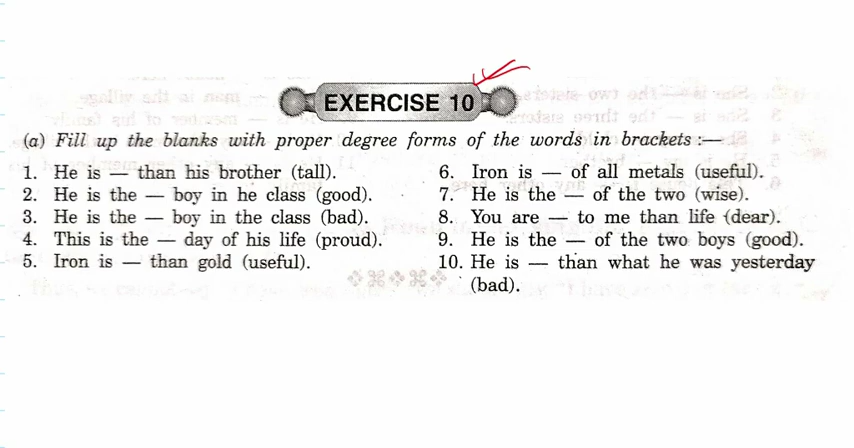 EXERCISE 10
(a) Fill up the blanks with proper degree forms of the words in brackets :—
1. He is — than his brother (tall).
2. He is the — boy in he class (good).
3. He is the — boy in the class (bad).
4. This is the — day of his life (proud).
5. Iron is — than gold (useful).
6. Iron is — of all metals (useful).
7. He is the — of the two (wise).
8. You are — to me than life (dear).
9. He is the — of the two boys (good).
10. He is — than what he was yesterday
(bad).